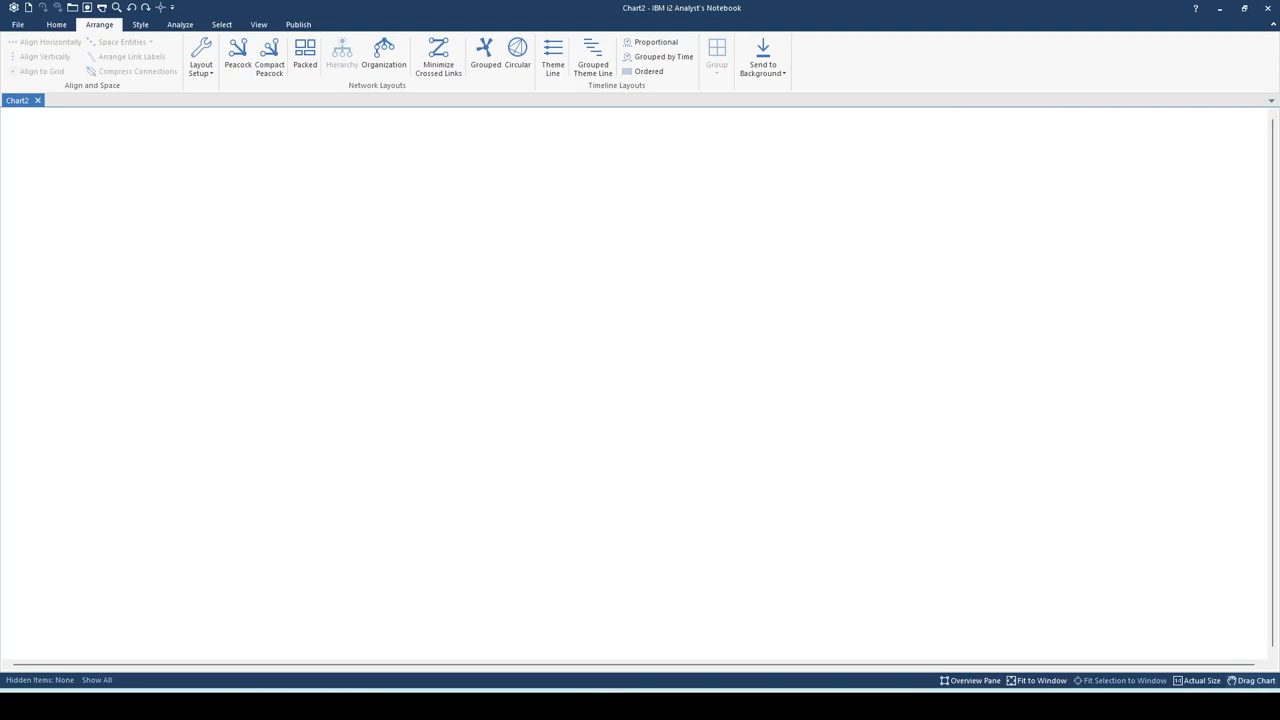 Chart2 - IBM i2 Analyst's Notebook
File Home Arrange Style Analyze Select View Publish
Align Horizontally
Align Vertically
Align to Grid
Space Entities
Arrange Link Labels
Compress Connections
Align and Space
Layout
Setup
Peacock
Compact
Peacock
Packed
Hierarchy
Organization
Minimize
Crossed Links
Grouped
Circular
Network Layouts
Theme
Line
Grouped
Theme Line
Proportional
Grouped by Time
Ordered
Timeline Layouts
Group
Send to
Background
Chart2
Hidden Items: None Show All
Overview Pane Fit to Window Fit Selection to Window 1:1 Actual Size Drag Chart